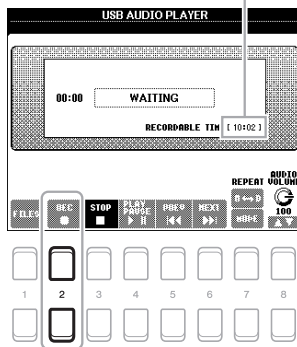 USB AUDIO PLAYER
00:00 WAITING
RECORDABLE TIM [ 10:02 ]
REPEAT AUDIO VOLUME
FILES REC STOP PLAY PAUSE PREV NEXT MODE 100
1 2 3 4 5 6 7 8